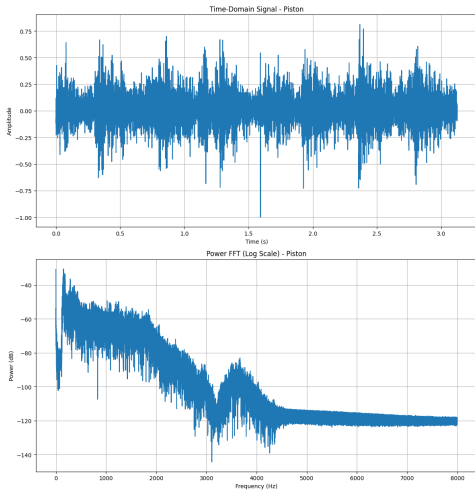 Time-Domain Signal - Piston
Amplitude
0.75
0.50
0.25
0.00
−0.25
−0.50
−0.75
−1.00
0.0 0.5 1.0 1.5 2.0 2.5 3.0
Time (s)
Power FFT (Log Scale) - Piston
Power (dB)
−40
−60
−80
−100
−120
−140
0 1000 2000 3000 4000 5000 6000 7000 8000
Frequency (Hz)